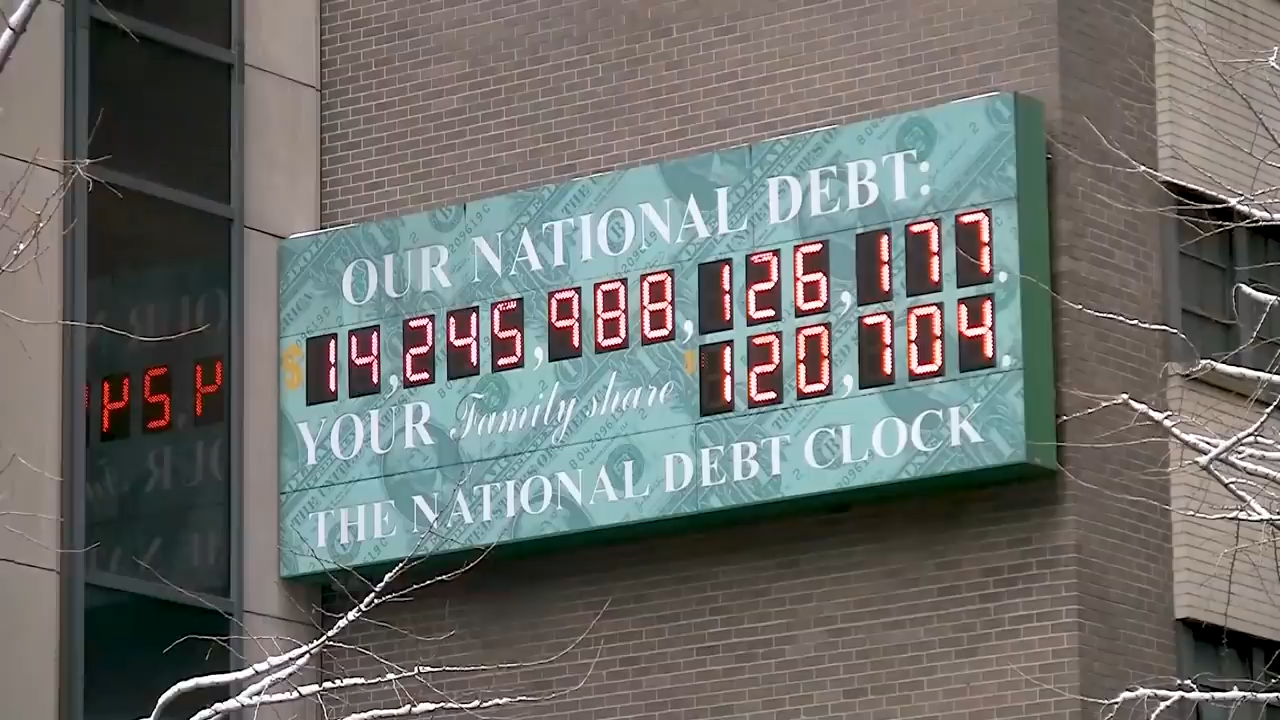 OUR NATIONAL DEBT:
$14,245,988,126,177.
YOUR Family share $120,704.
THE NATIONAL DEBT CLOCK